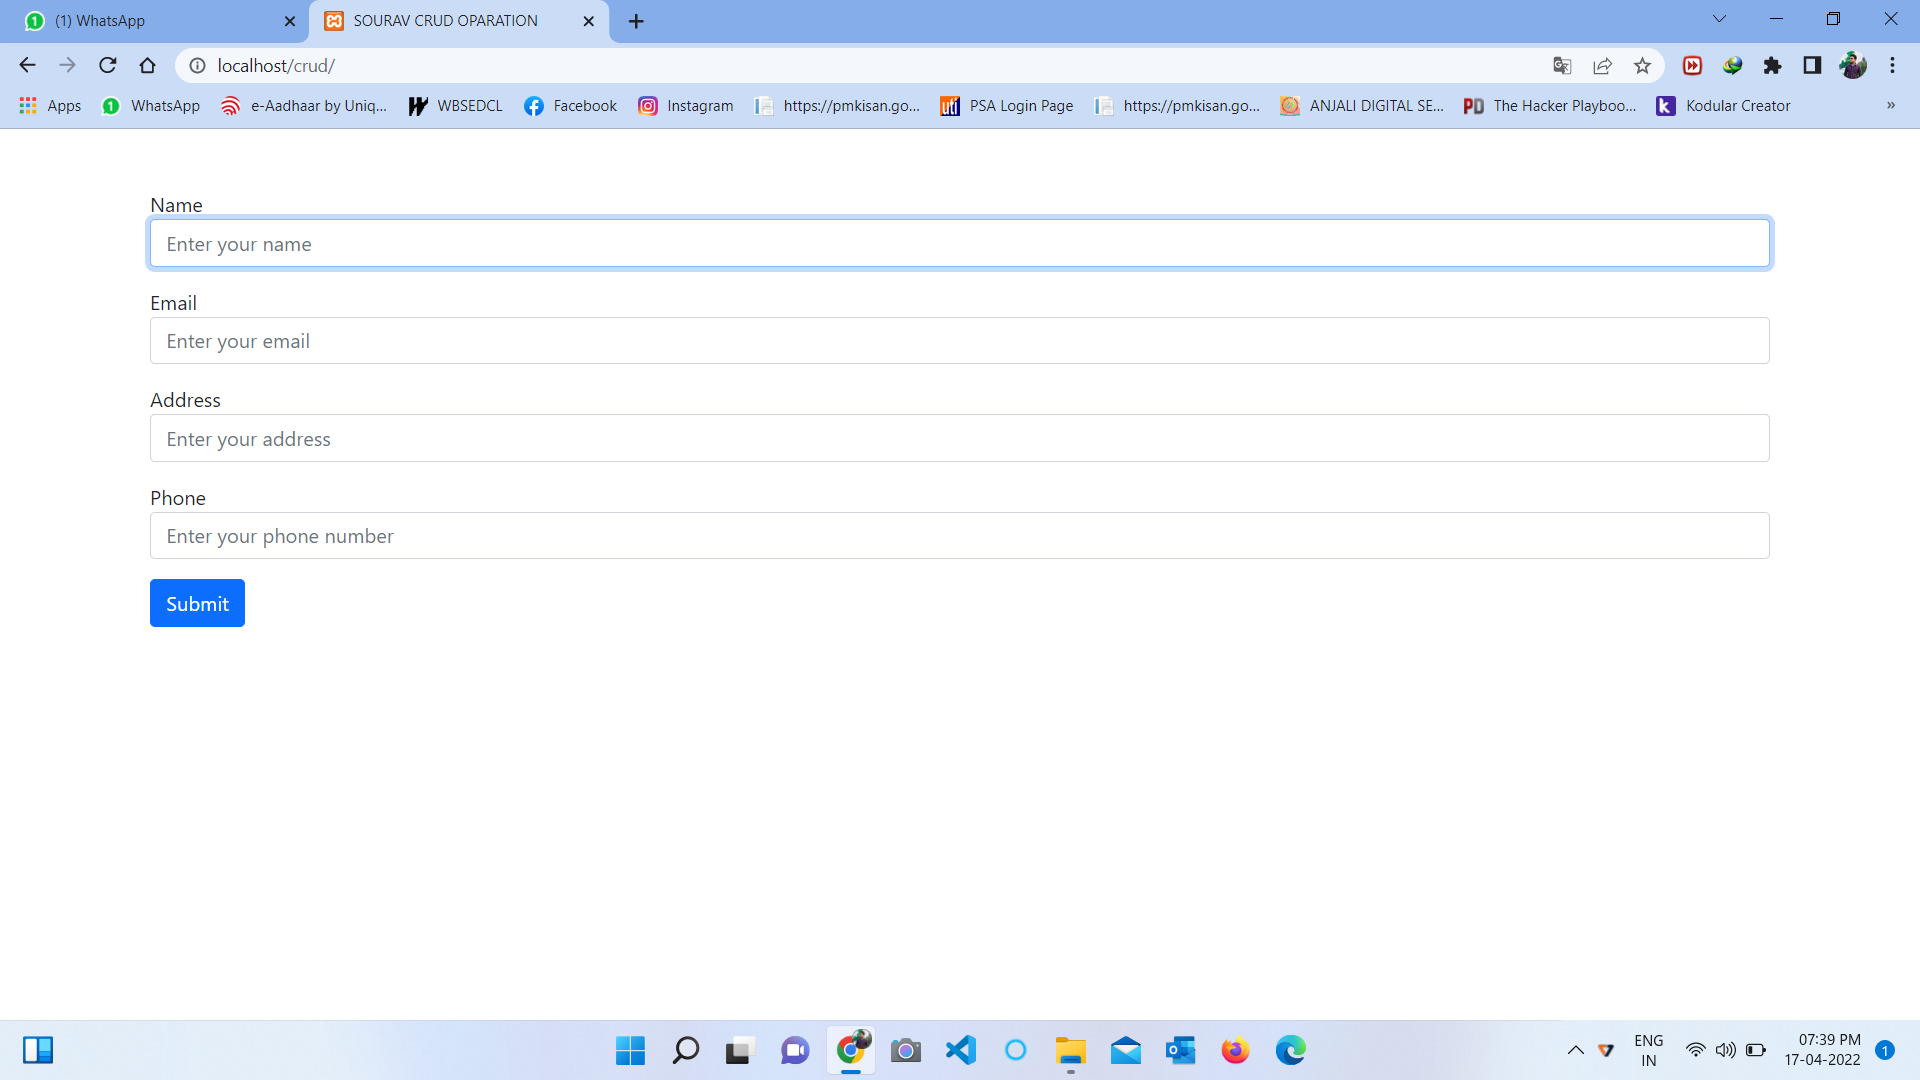 (1) WhatsApp
SOURAV CRUD OPARATION
localhost/crud/
Apps
WhatsApp
e-Aadhaar by Uniq...
WBSEDCL
Facebook
Instagram
https://pmkisan.go...
PSA Login Page
https://pmkisan.go...
ANJALI DIGITAL SE...
PD
The Hacker Playboo...
k
Kodular Creator
»
Name
Enter your name
Email
Enter your email
Address
Enter your address
Phone
Enter your phone number
Submit
ENG
IN
07:39 PM
17-04-2022
1